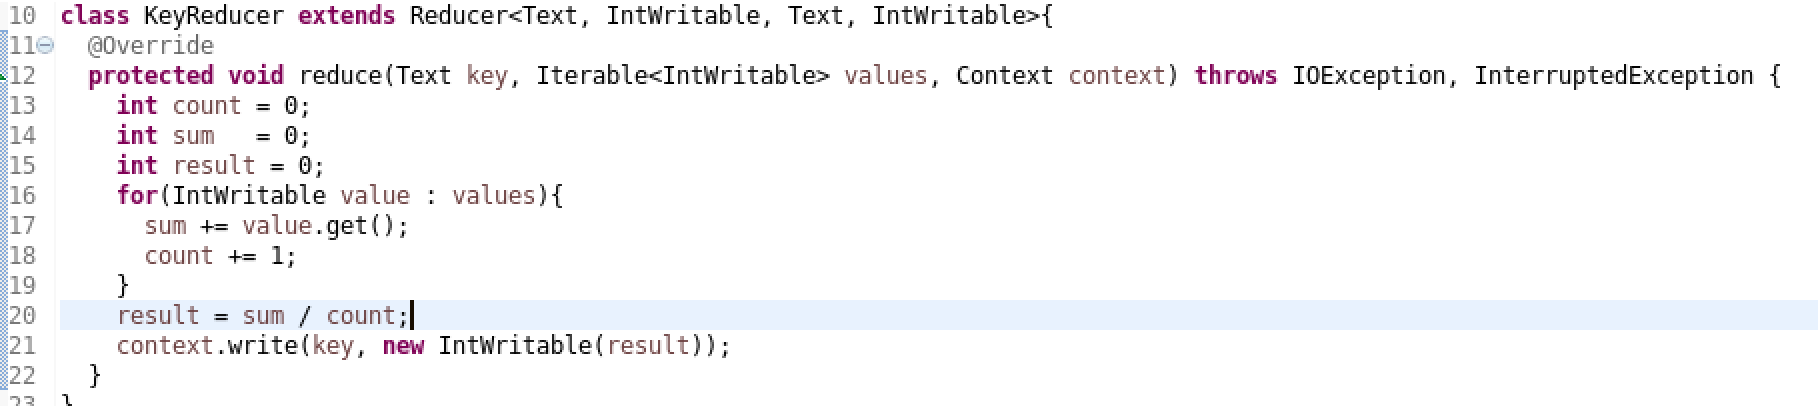 10 class KeyReducer extends Reducer<Text, IntWritable, Text, IntWritable>{
11   @Override
12   protected void reduce(Text key, Iterable<IntWritable> values, Context context) throws IOException, InterruptedException {
13     int count = 0;
14     int sum   = 0;
15     int result = 0;
16     for(IntWritable value : values){
17       sum += value.get();
18       count += 1;
19     }
20     result = sum / count;
21     context.write(key, new IntWritable(result));
22   }
23 }